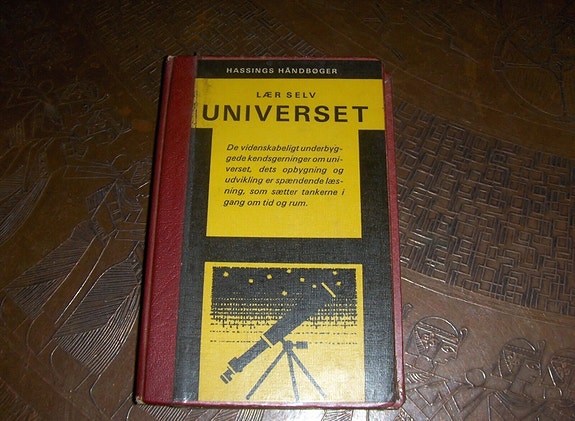 HASSINGS HÅNDBØGER
LÆR SELV
UNIVERSET
De videnskabeligt underbyg-
gede kendsgerninger om uni-
verset, dets opbygning og
udvikling er spændende læs-
ning, som sætter tankerne i
gang om tid og rum.